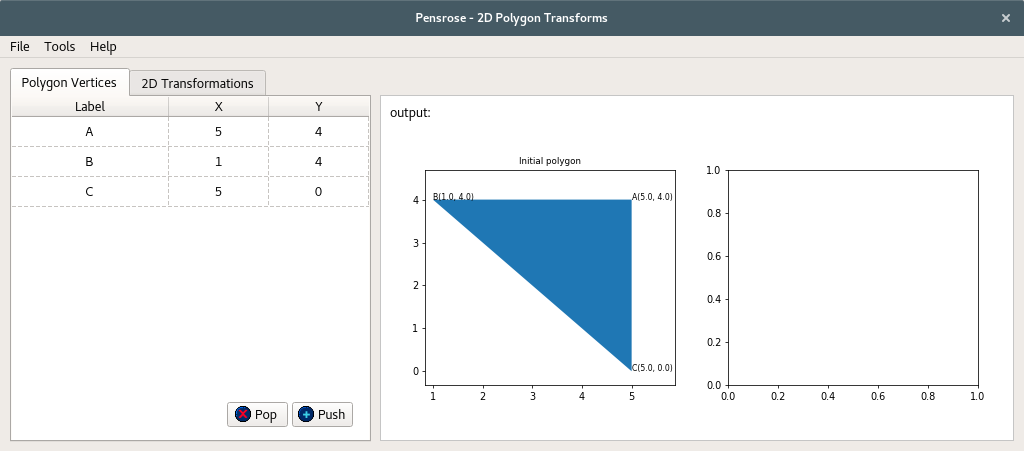 Pensrose - 2D Polygon Transforms
File Tools Help
Polygon Vertices 2D Transformations
Label X Y
A 5 4
B 1 4
C 5 0
Pop Push
output:
Initial polygon
B(1.0, 4.0) A(5.0, 4.0)
C(5.0, 0.0)
4
3
2
1
0
1 2 3 4 5
1.0
0.8
0.6
0.4
0.2
0.0
0.0 0.2 0.4 0.6 0.8 1.0